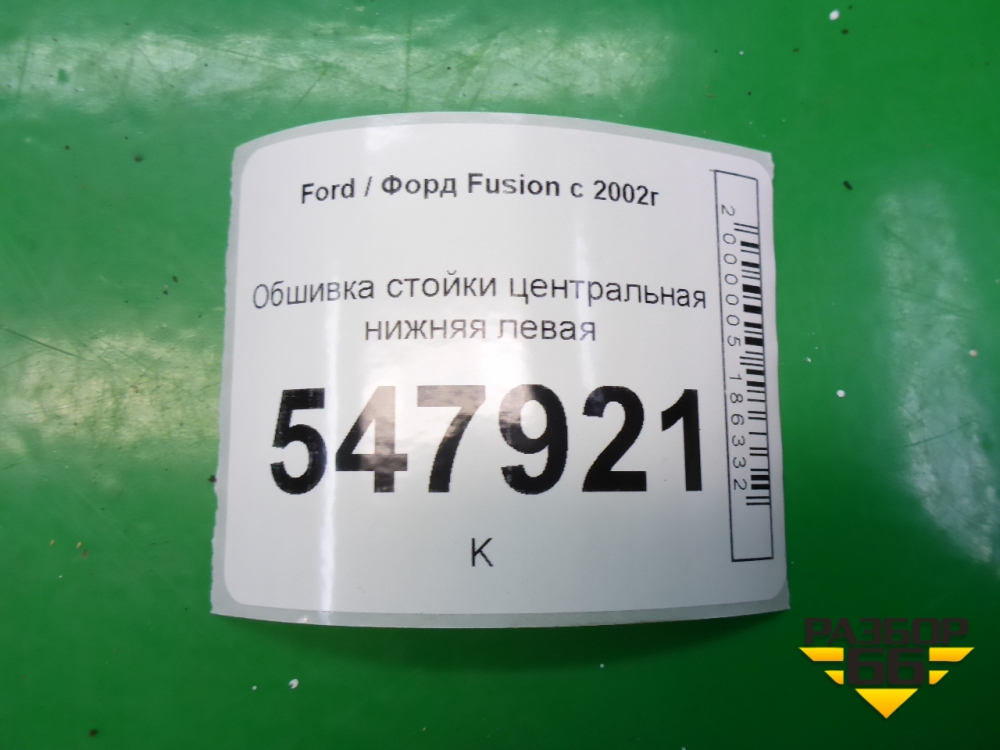 Ford / Форд Fusion с 2002г
Обшивка стойки центральная
нижняя левая
547921
К
2000005186332
РАЗБОР
66